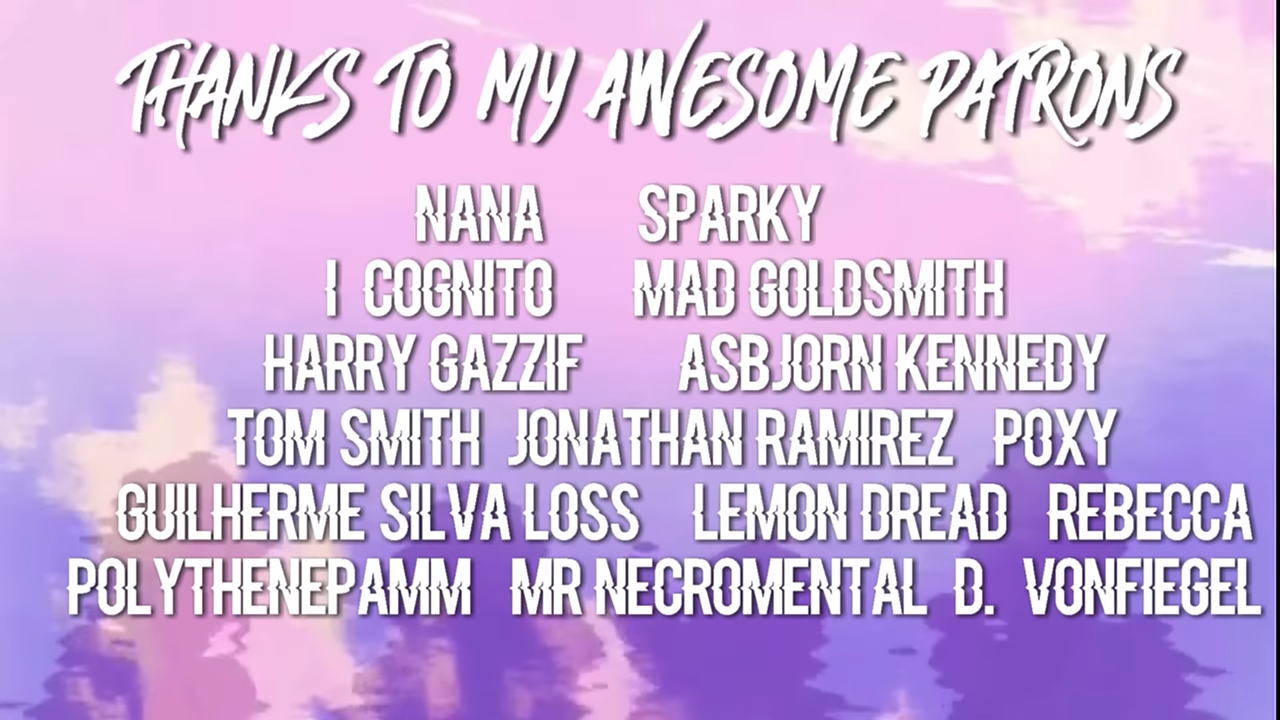 THANKS TO MY AWESOME PATRONS
NANA SPARKY
I COGNITO MAD GOLDSMITH
HARRY GAZZIF ASBJORN KENNEDY
TOM SMITH JONATHAN RAMIREZ POXY
GUILHERME SILVA LOSS LEMON DREAD REBECCA
POLYTHENEPAMM MR NECROMENTAL D. VONFIEGEL